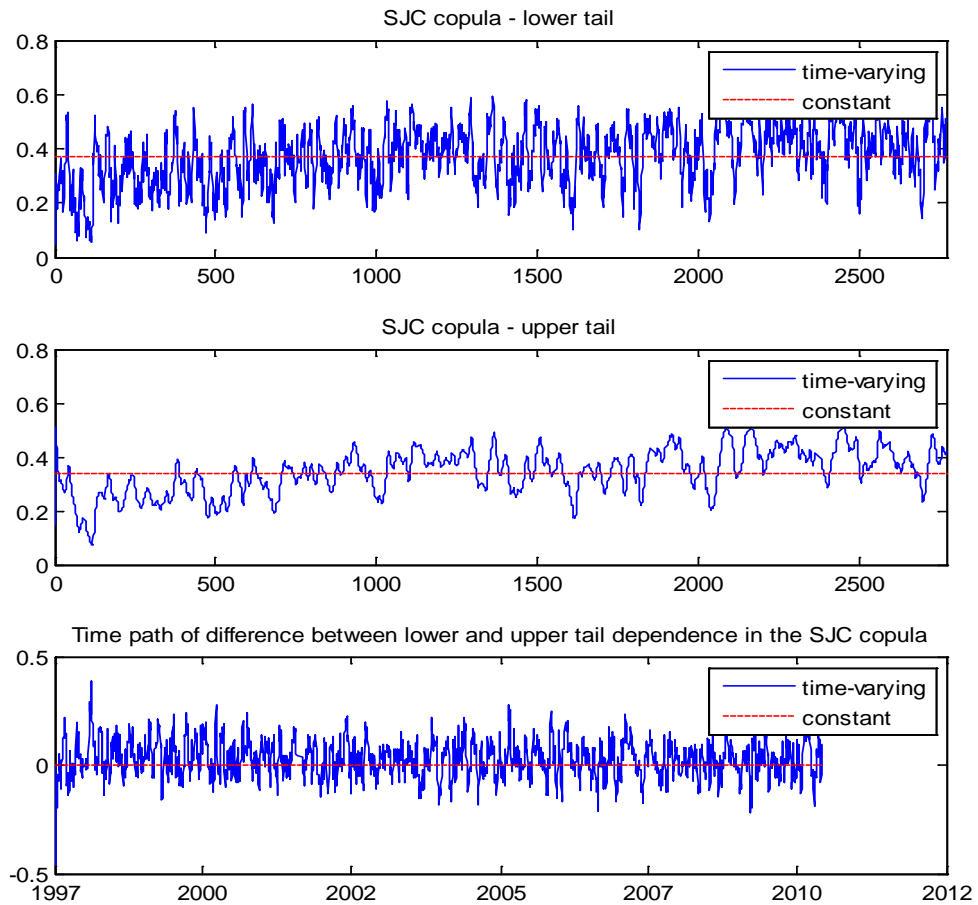 SJC copula - lower tail
0.8
0.6
0.4
0.2
0
time-varying
constant
0 500 1000 1500 2000 2500
SJC copula - upper tail
0.8
0.6
0.4
0.2
0
time-varying
constant
0 500 1000 1500 2000 2500
Time path of difference between lower and upper tail dependence in the SJC copula
0.5
0
-0.5
time-varying
constant
1997 2000 2002 2005 2007 2010 2012